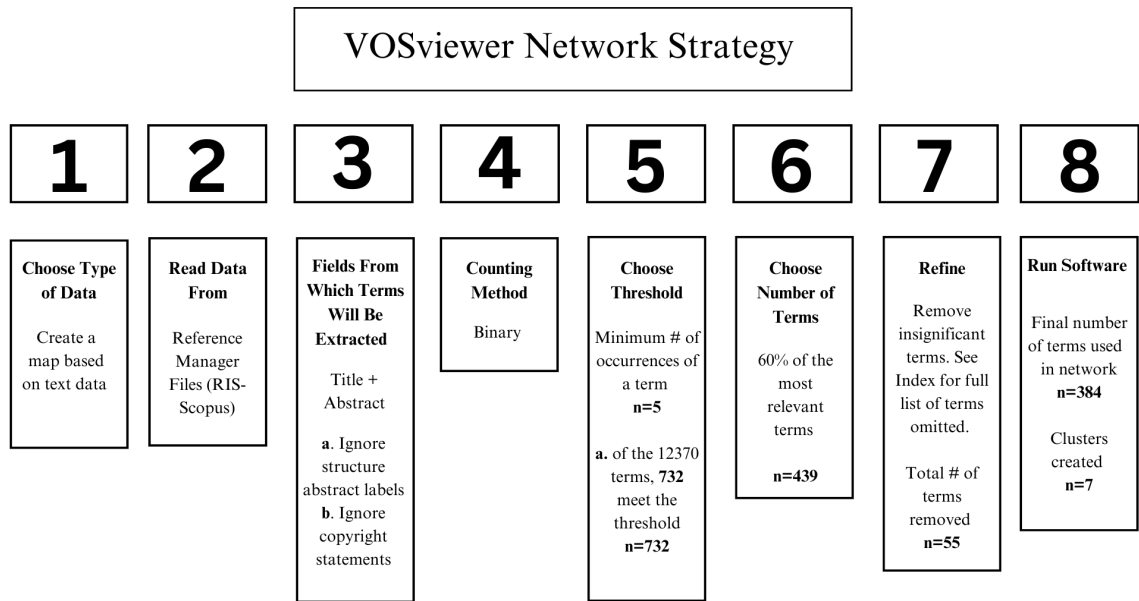 VOSviewer Network Strategy
1
2
3
4
5
6
7
8
Choose Type
of Data
Create a
map based
on text data
Read Data
From
Reference
Manager
Files (RIS-
Scopus)
Fields From
Which Terms
Will Be
Extracted
Title +
Abstract
a. Ignore
structure
abstract labels
b. Ignore
copyright
statements
Counting
Method
Binary
Choose
Threshold
Minimum # of
occurrences of
a term
n=5
a. of the 12370
terms, 732
meet the
threshold
n=732
Choose
Number of
Terms
60% of the
most
relevant
terms
n=439
Refine
Remove
insignificant
terms. See
Index for full
list of terms
omitted.
Total # of
terms
removed
n=55
Run Software
Final number
of terms used
in network
n=384
Clusters
created
n=7